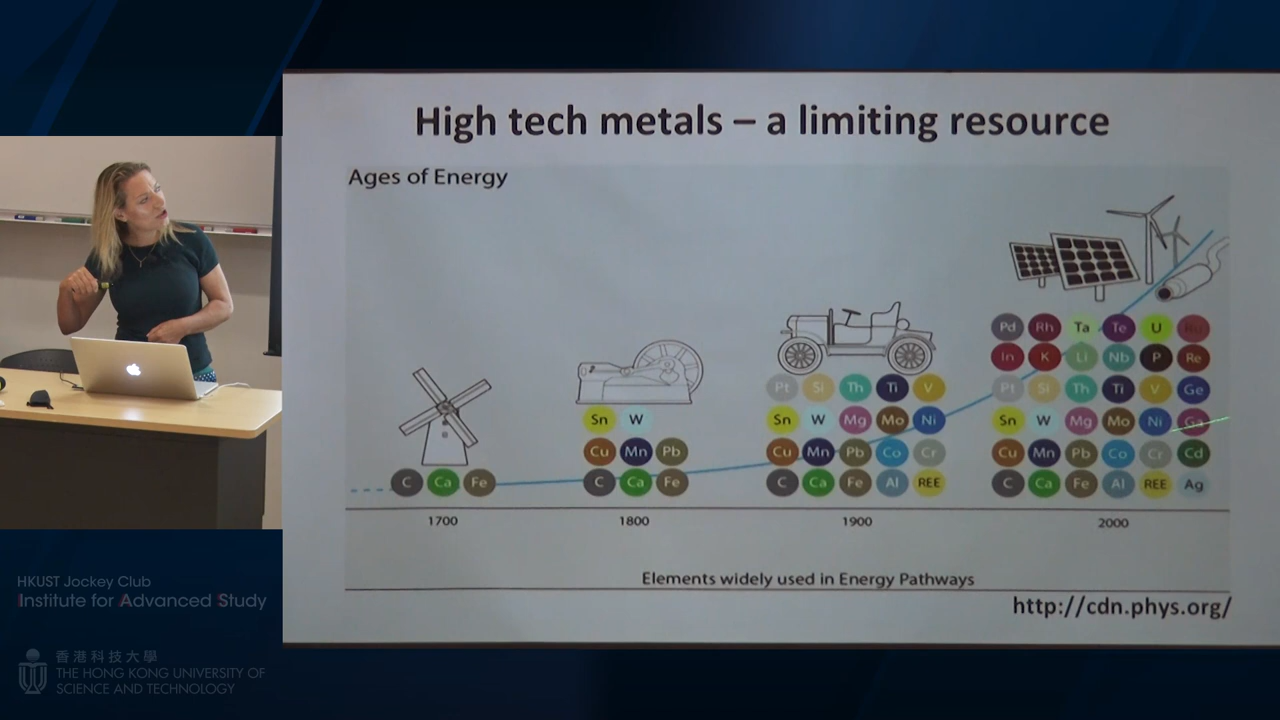 High tech metals – a limiting resource
Ages of Energy
Pd Rh Ta Te U Ru
In K Li Nb P Re
Pt Si Th Ti V
Pt Si Th Ti V Ge
Sn W
Sn W Mg Mo Ni
Sn W Mg Mo Ni Ga
Cu Mn Pb
Cu Mn Pb Co Cr
Cu Mn Pb Co Cr Cd
C Ca Fe
C Ca Fe
C Ca Fe Al REE
C Ca Fe Al REE Ag
1700 1800 1900 2000
Elements widely used in Energy Pathways
http://cdn.phys.org/
HKUST Jockey Club
Institute for Advanced Study
香港科技大學
THE HONG KONG UNIVERSITY OF
SCIENCE AND TECHNOLOGY